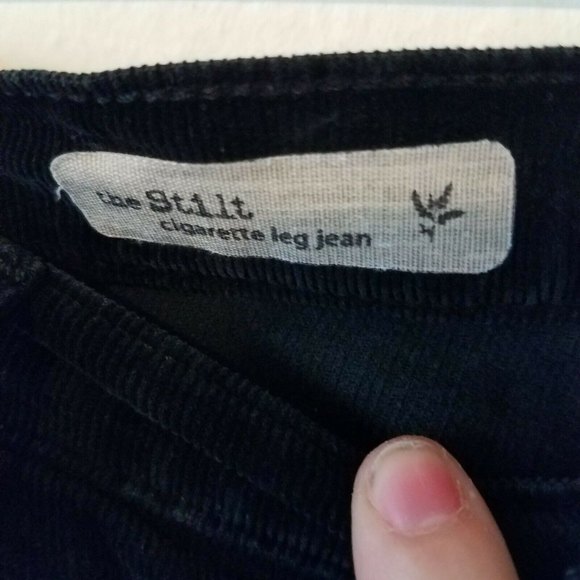 the Stilt
cigarette leg jean